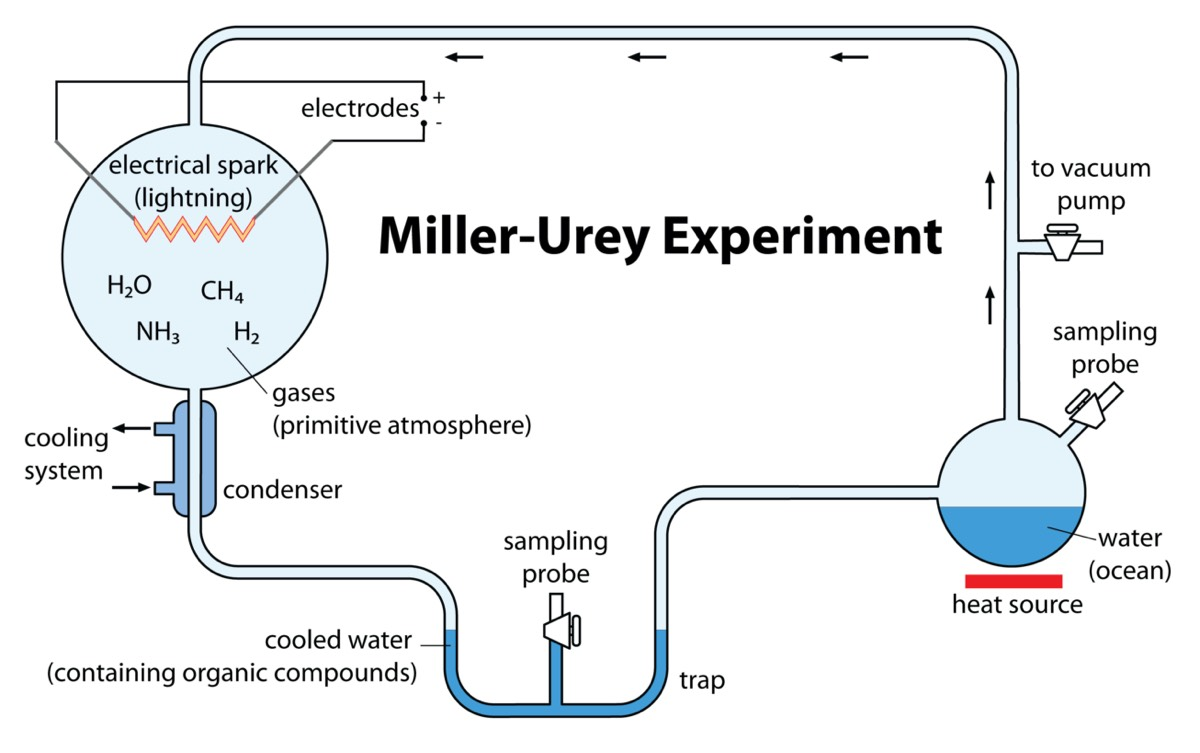 electrodes
+
-
electrical spark
(lightning)
to vacuum
pump
Miller-Urey Experiment
H₂O
CH₄
NH₃
H₂
sampling
probe
gases
(primitive atmosphere)
cooling
system
condenser
sampling
probe
water
(ocean)
heat source
cooled water
(containing organic compounds)
trap